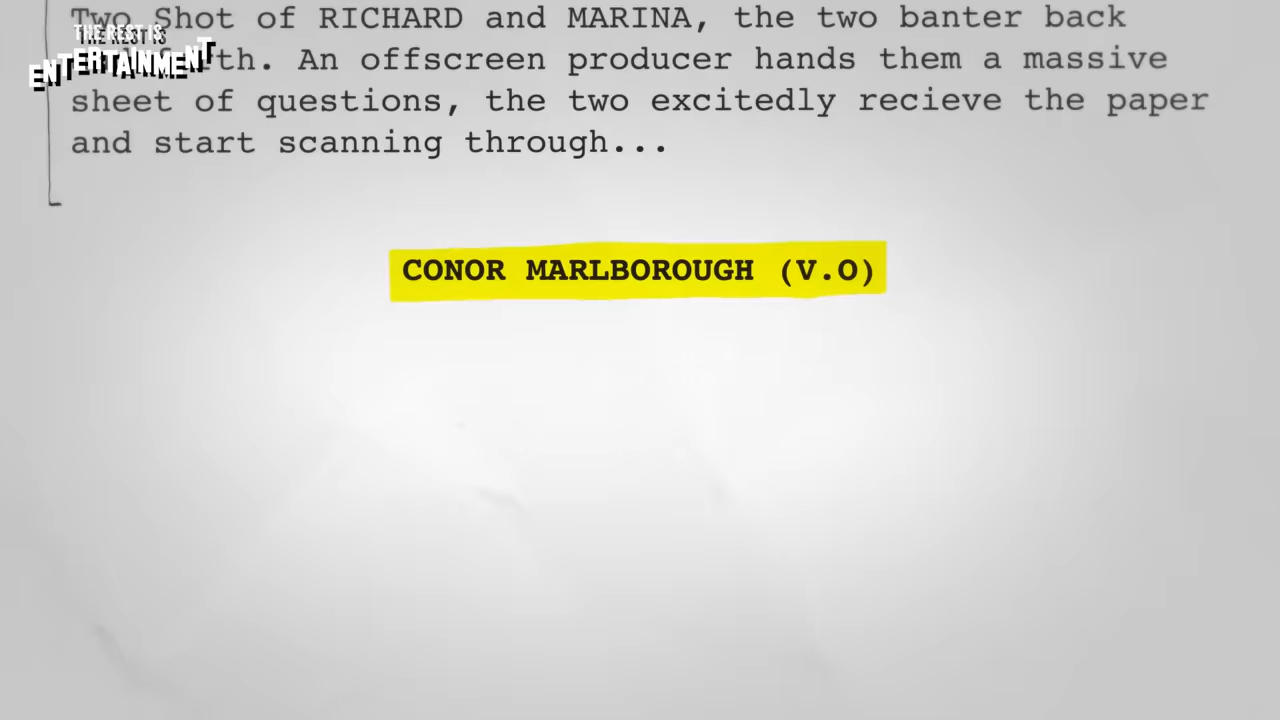 THE REST IS
ENTERTAINMENT
Two Shot of RICHARD and MARINA, the two banter back
th. An offscreen producer hands them a massive
sheet of questions, the two excitedly recieve the paper
and start scanning through...
CONOR MARLBOROUGH (V.O)